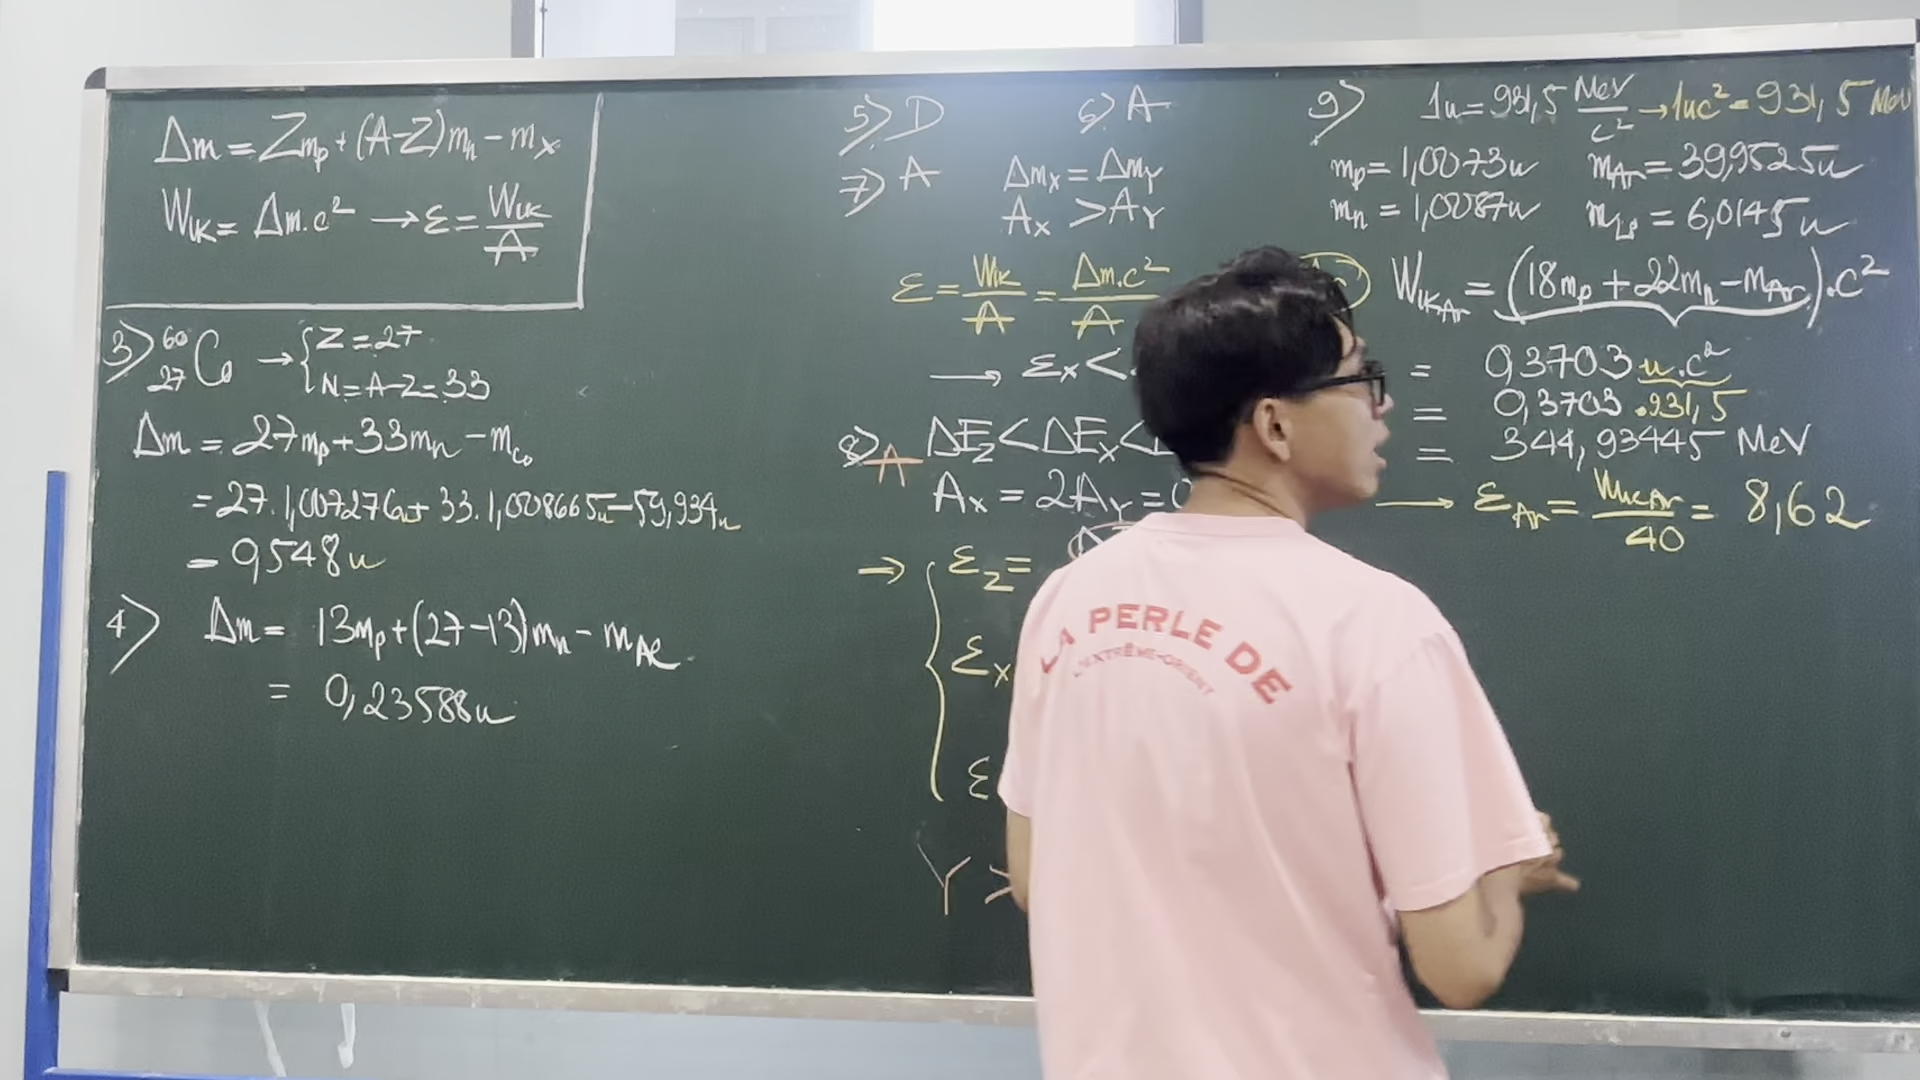 Δm = Zmp + (A-Z)mn - mx
Wlk = Δm.c² → ε = Wlk/A
3> ⁶⁰₂₇Co → { Z = 27
N = A-Z = 33
Δm = 27mp + 33mn - mCo
= 27.1,007276u + 33.1,008665u - 59,934u
= 0,548u
4> Δm = 13mp + (27-13)mn - mAl
= 0,23588u
5> D 6> A
7> A Δmx = ΔmY
Ax > AY
ε = Wlk/A = Δm.c²/A
→ εx <
8> A ΔEz < ΔEx <
Ax = 2AY =
→ { εz =
εx
ε
Y >
9> 1u = 931,5 MeV/c² → 1uc² = 931,5 MeV
mp = 1,0073u mAr = 39,9525u
mn = 1,0087u mLi = 6,0145u
WlkAr = (18mp + 22mn - mAr).c²
= 0,3703 u.c²
= 0,3703 .931,5
= 344,93445 MeV
→ εAr = WlkAr/40 = 8,62
LA PERLE DE
L'EXTRÊME-ORIENT